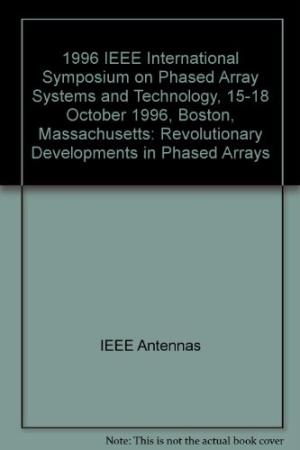 1996 IEEE International
Symposium on Phased Array
Systems and Technology, 15-18
October 1996, Boston,
Massachusetts: Revolutionary
Developments in Phased Arrays
IEEE Antennas
Note: This is not the actual book cover